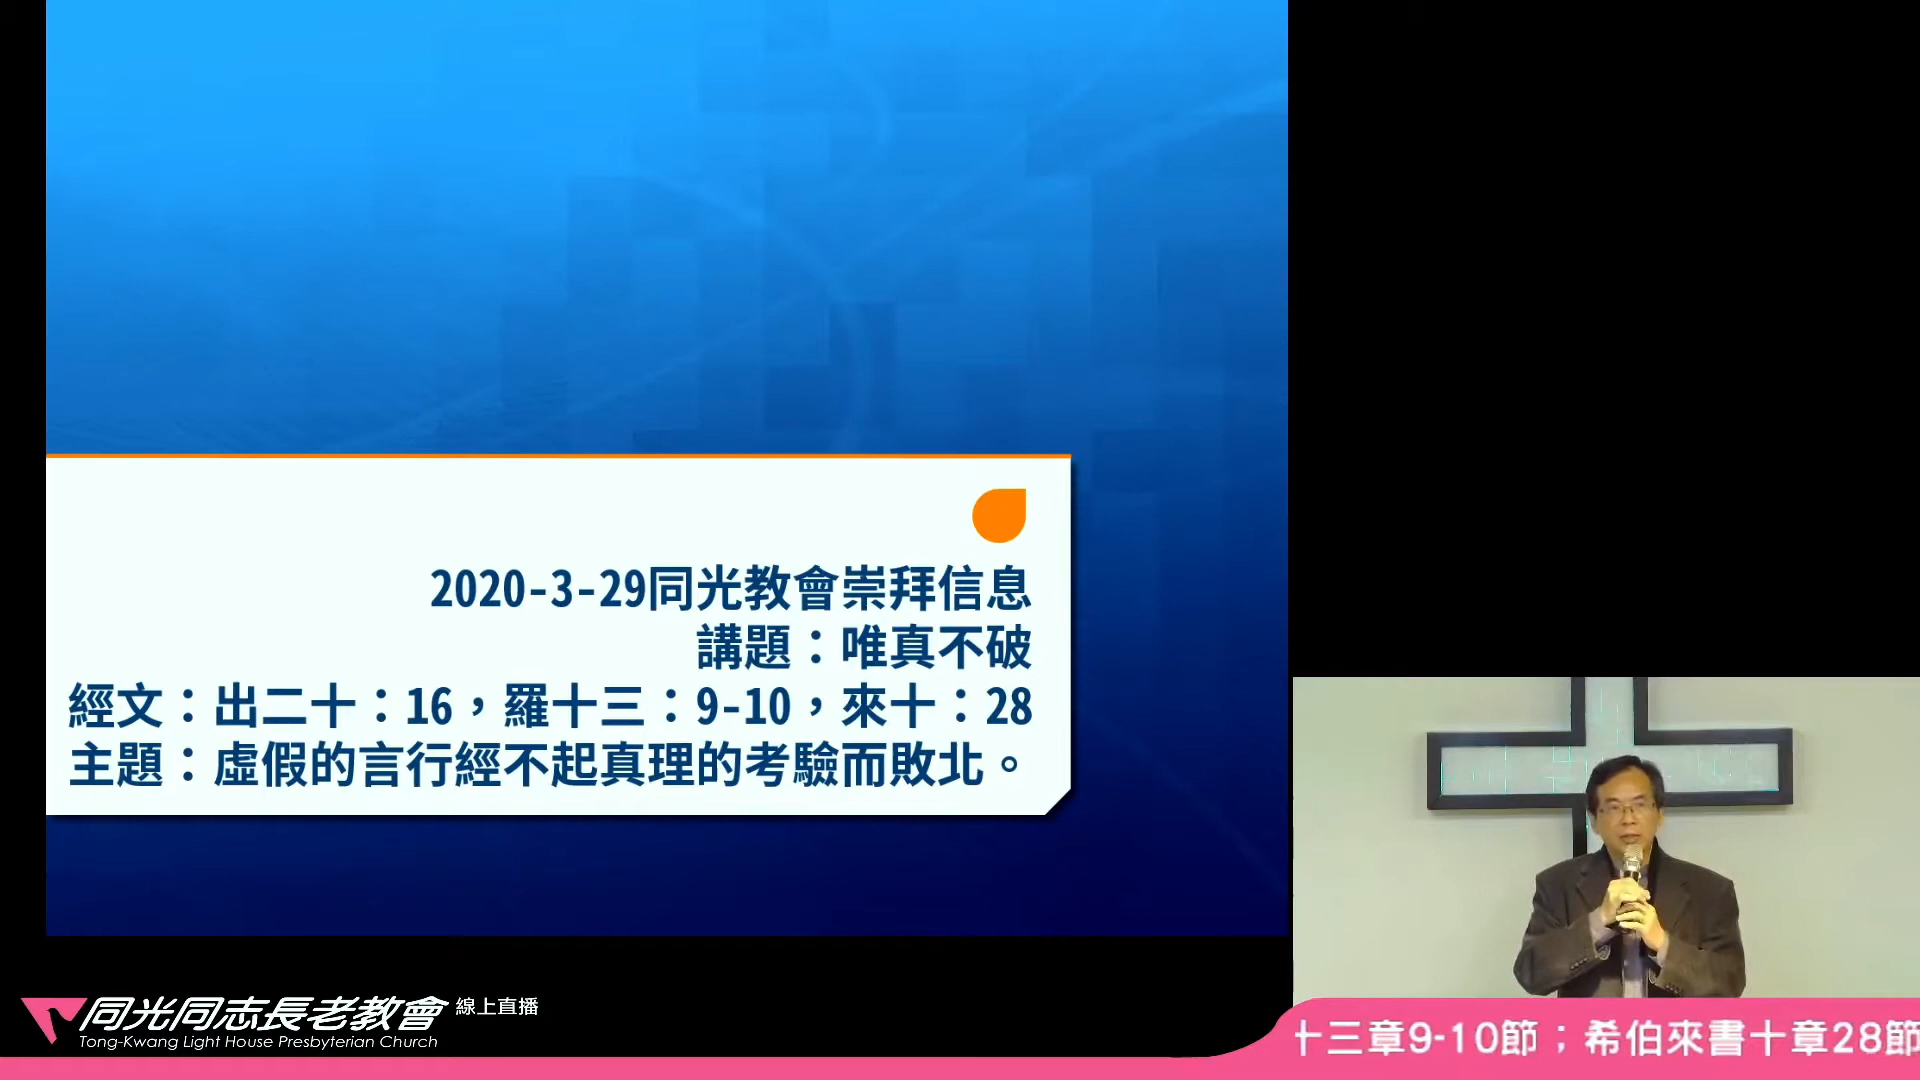 2020-3-29同光教會崇拜信息
講題：唯真不破
經文：出二十：16，羅十三：9-10，來十：28
主題：虛假的言行經不起真理的考驗而敗北。
同光同志長老教會 線上直播
Tong-Kwang Light House Presbyterian Church
十三章9-10節；希伯來書十章28節